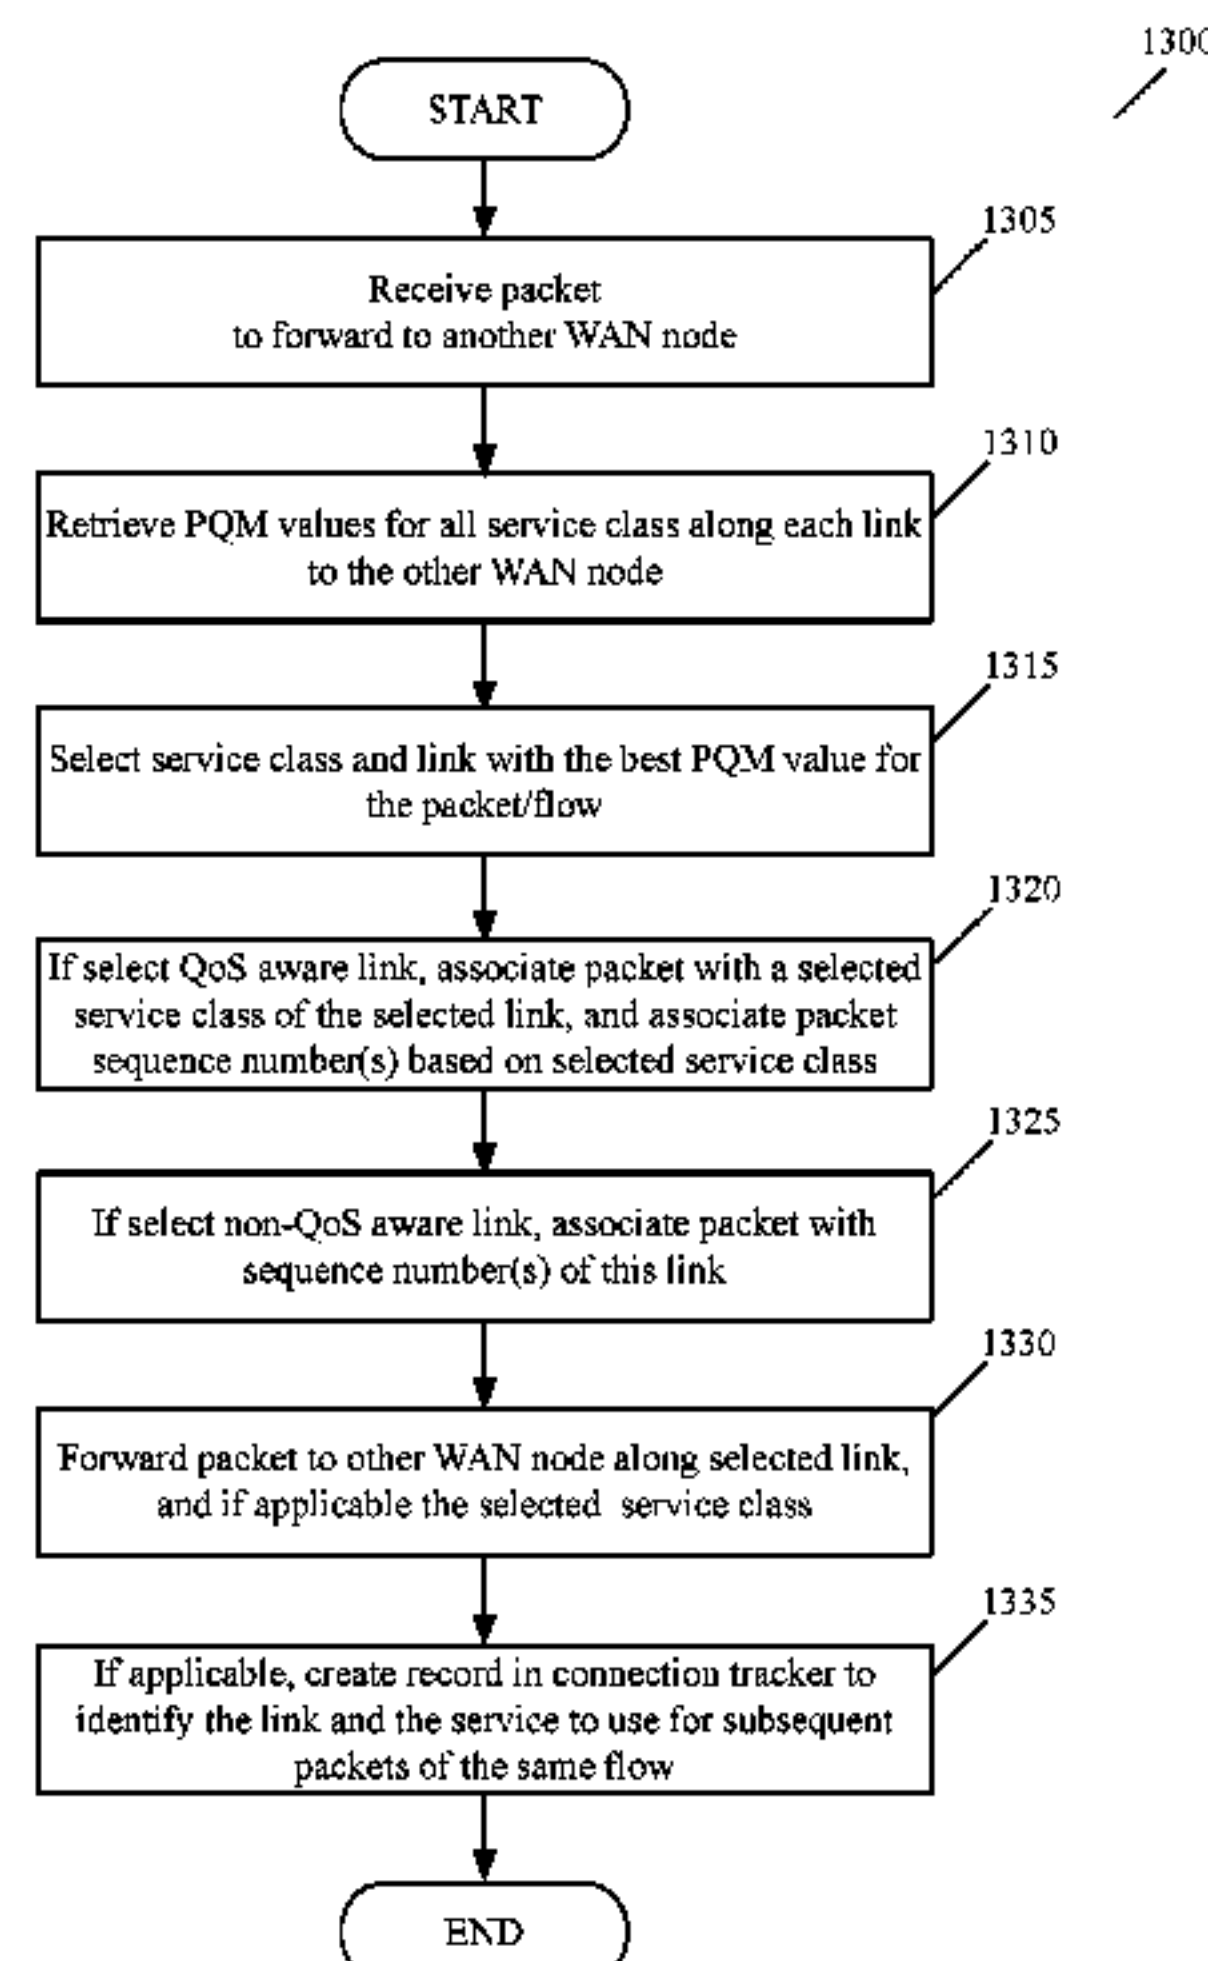 1300
START
1305
Receive packet
to forward to another WAN node
1310
Retrieve PQM values for all service class along each link
to the other WAN node
1315
Select service class and link with the best PQM value for
the packet/flow
1320
If select QoS aware link, associate packet with a selected
service class of the selected link, and associate packet
sequence number(s) based on selected service class
1325
If select non-QoS aware link, associate packet with
sequence number(s) of this link
1330
Forward packet to other WAN node along selected link,
and if applicable the selected service class
1335
If applicable, create record in connection tracker to
identify the link and the service to use for subsequent
packets of the same flow
END